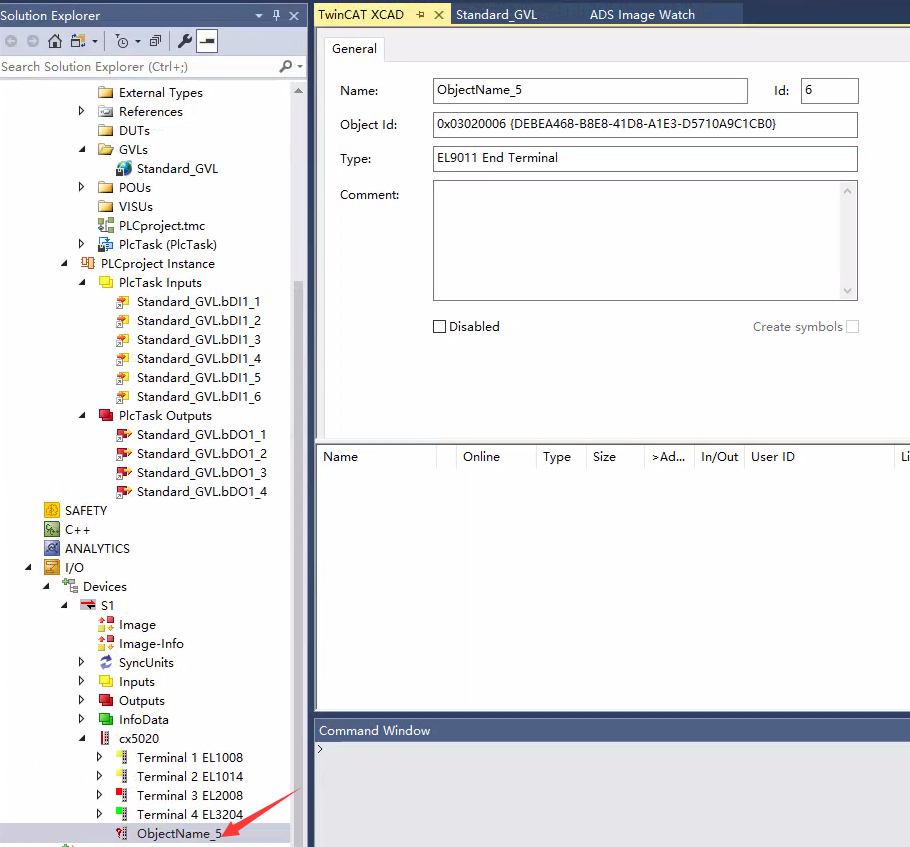 Solution Explorer
Search Solution Explorer (Ctrl+;)
External Types
References
DUTs
GVLs
Standard_GVL
POUs
VISUs
PLCproject.tmc
PlcTask (PlcTask)
PLCproject Instance
PlcTask Inputs
Standard_GVL.bDI1_1
Standard_GVL.bDI1_2
Standard_GVL.bDI1_3
Standard_GVL.bDI1_4
Standard_GVL.bDI1_5
Standard_GVL.bDI1_6
PlcTask Outputs
Standard_GVL.bDO1_1
Standard_GVL.bDO1_2
Standard_GVL.bDO1_3
Standard_GVL.bDO1_4
SAFETY
C++
ANALYTICS
I/O
Devices
S1
Image
Image-Info
SyncUnits
Inputs
Outputs
InfoData
cx5020
Terminal 1 EL1008
Terminal 2 EL1014
Terminal 3 EL2008
Terminal 4 EL3204
ObjectName_5
TwinCAT XCAD Standard_GVL ADS Image Watch
General
Name: ObjectName_5 Id: 6
Object Id: 0x03020006 {DEBEA468-B8E8-41D8-A1E3-D5710A9C1CB0}
Type: EL9011 End Terminal
Comment:
Disabled Create symbols
Name Online Type Size >Ad... In/Out User ID Li
Command Window
>